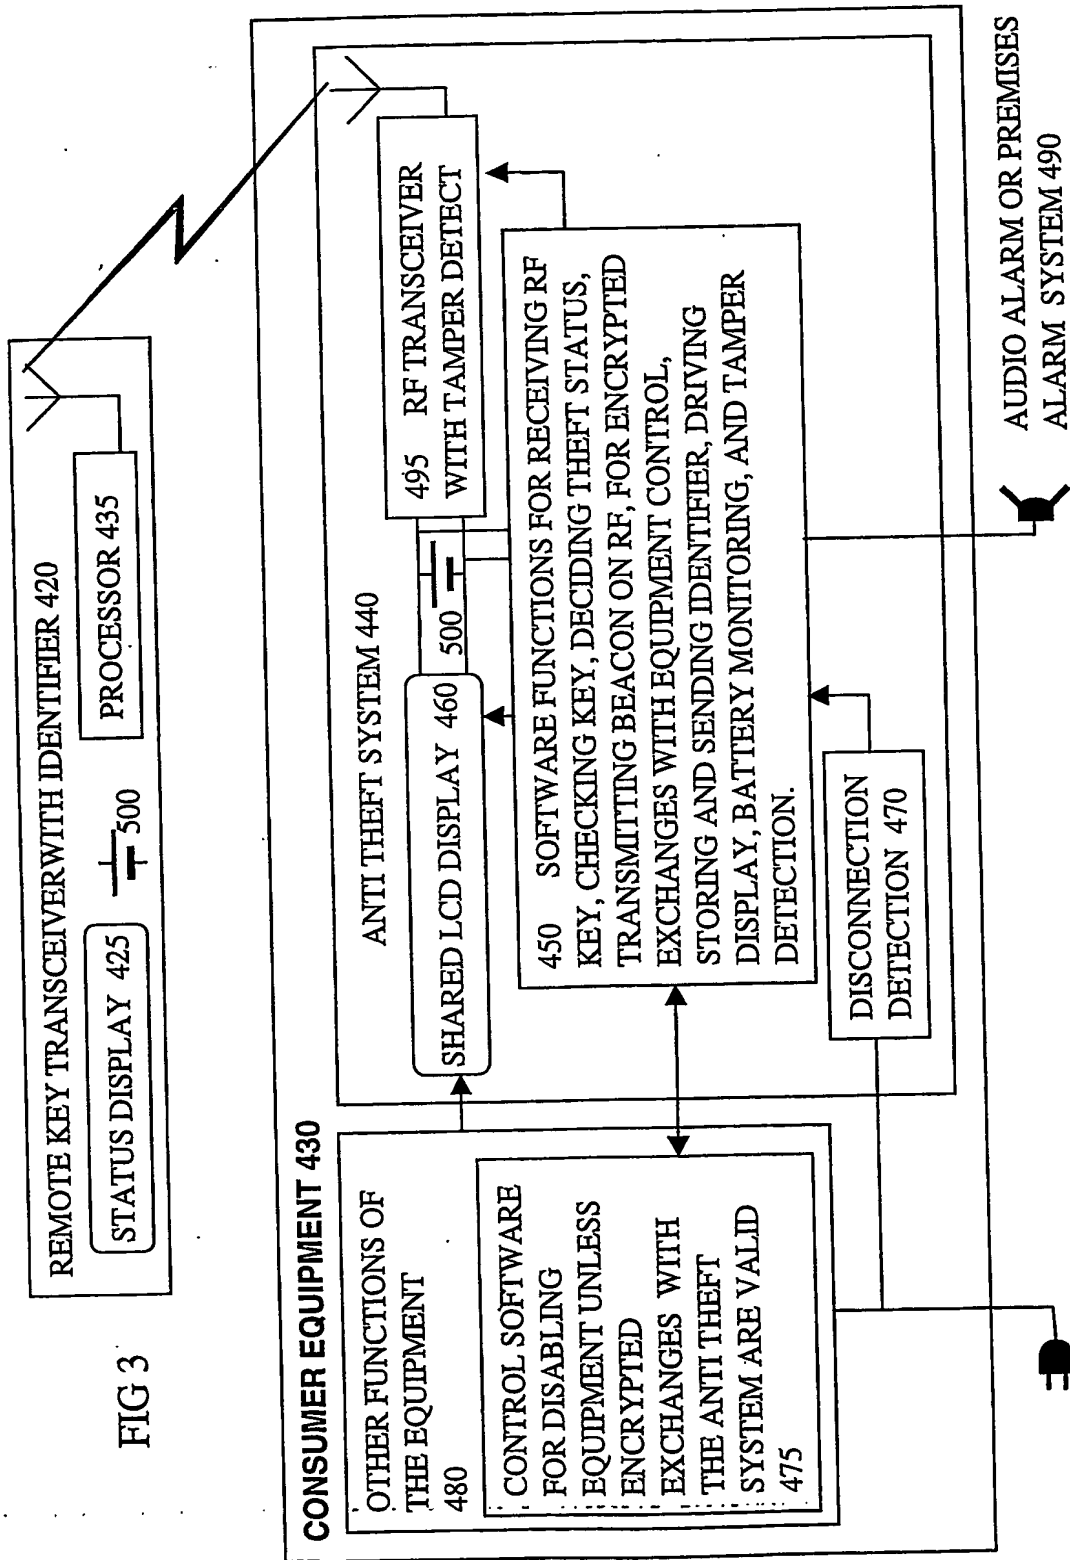 FIG 3
REMOTE KEY TRANSCEIVERWITH IDENTIFIER 420
STATUS DISPLAY 425
500
PROCESSOR 435
CONSUMER EQUIPMENT 430
OTHER FUNCTIONS OF
THE EQUIPMENT
480
CONTROL SOFTWARE
FOR DISABLING
EQUIPMENT UNLESS
ENCRYPTED
EXCHANGES WITH
THE ANTI THEFT
SYSTEM ARE VALID
475
ANTI THEFT SYSTEM 440
SHARED LCD DISPLAY 460
500
495 RF TRANSCEIVER
WITH TAMPER DETECT
450 SOFTWARE FUNCTIONS FOR RECEIVING RF
KEY, CHECKING KEY, DECIDING THEFT STATUS,
TRANSMITTING BEACON ON RF, FOR ENCRYPTED
EXCHANGES WITH EQUIPMENT CONTROL,
STORING AND SENDING IDENTIFIER, DRIVING
DISPLAY, BATTERY MONITORING, AND TAMPER
DETECTION.
DISCONNECTION
DETECTION 470
AUDIO ALARM OR PREMISES
ALARM SYSTEM 490